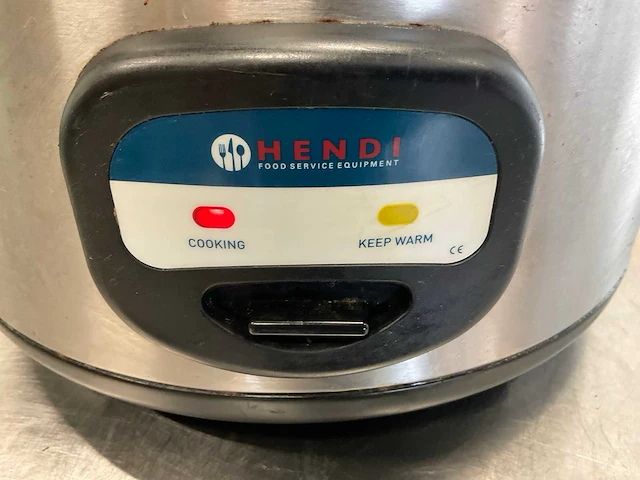 HENDI
FOOD SERVICE EQUIPMENT
COOKING
KEEP WARM
CE